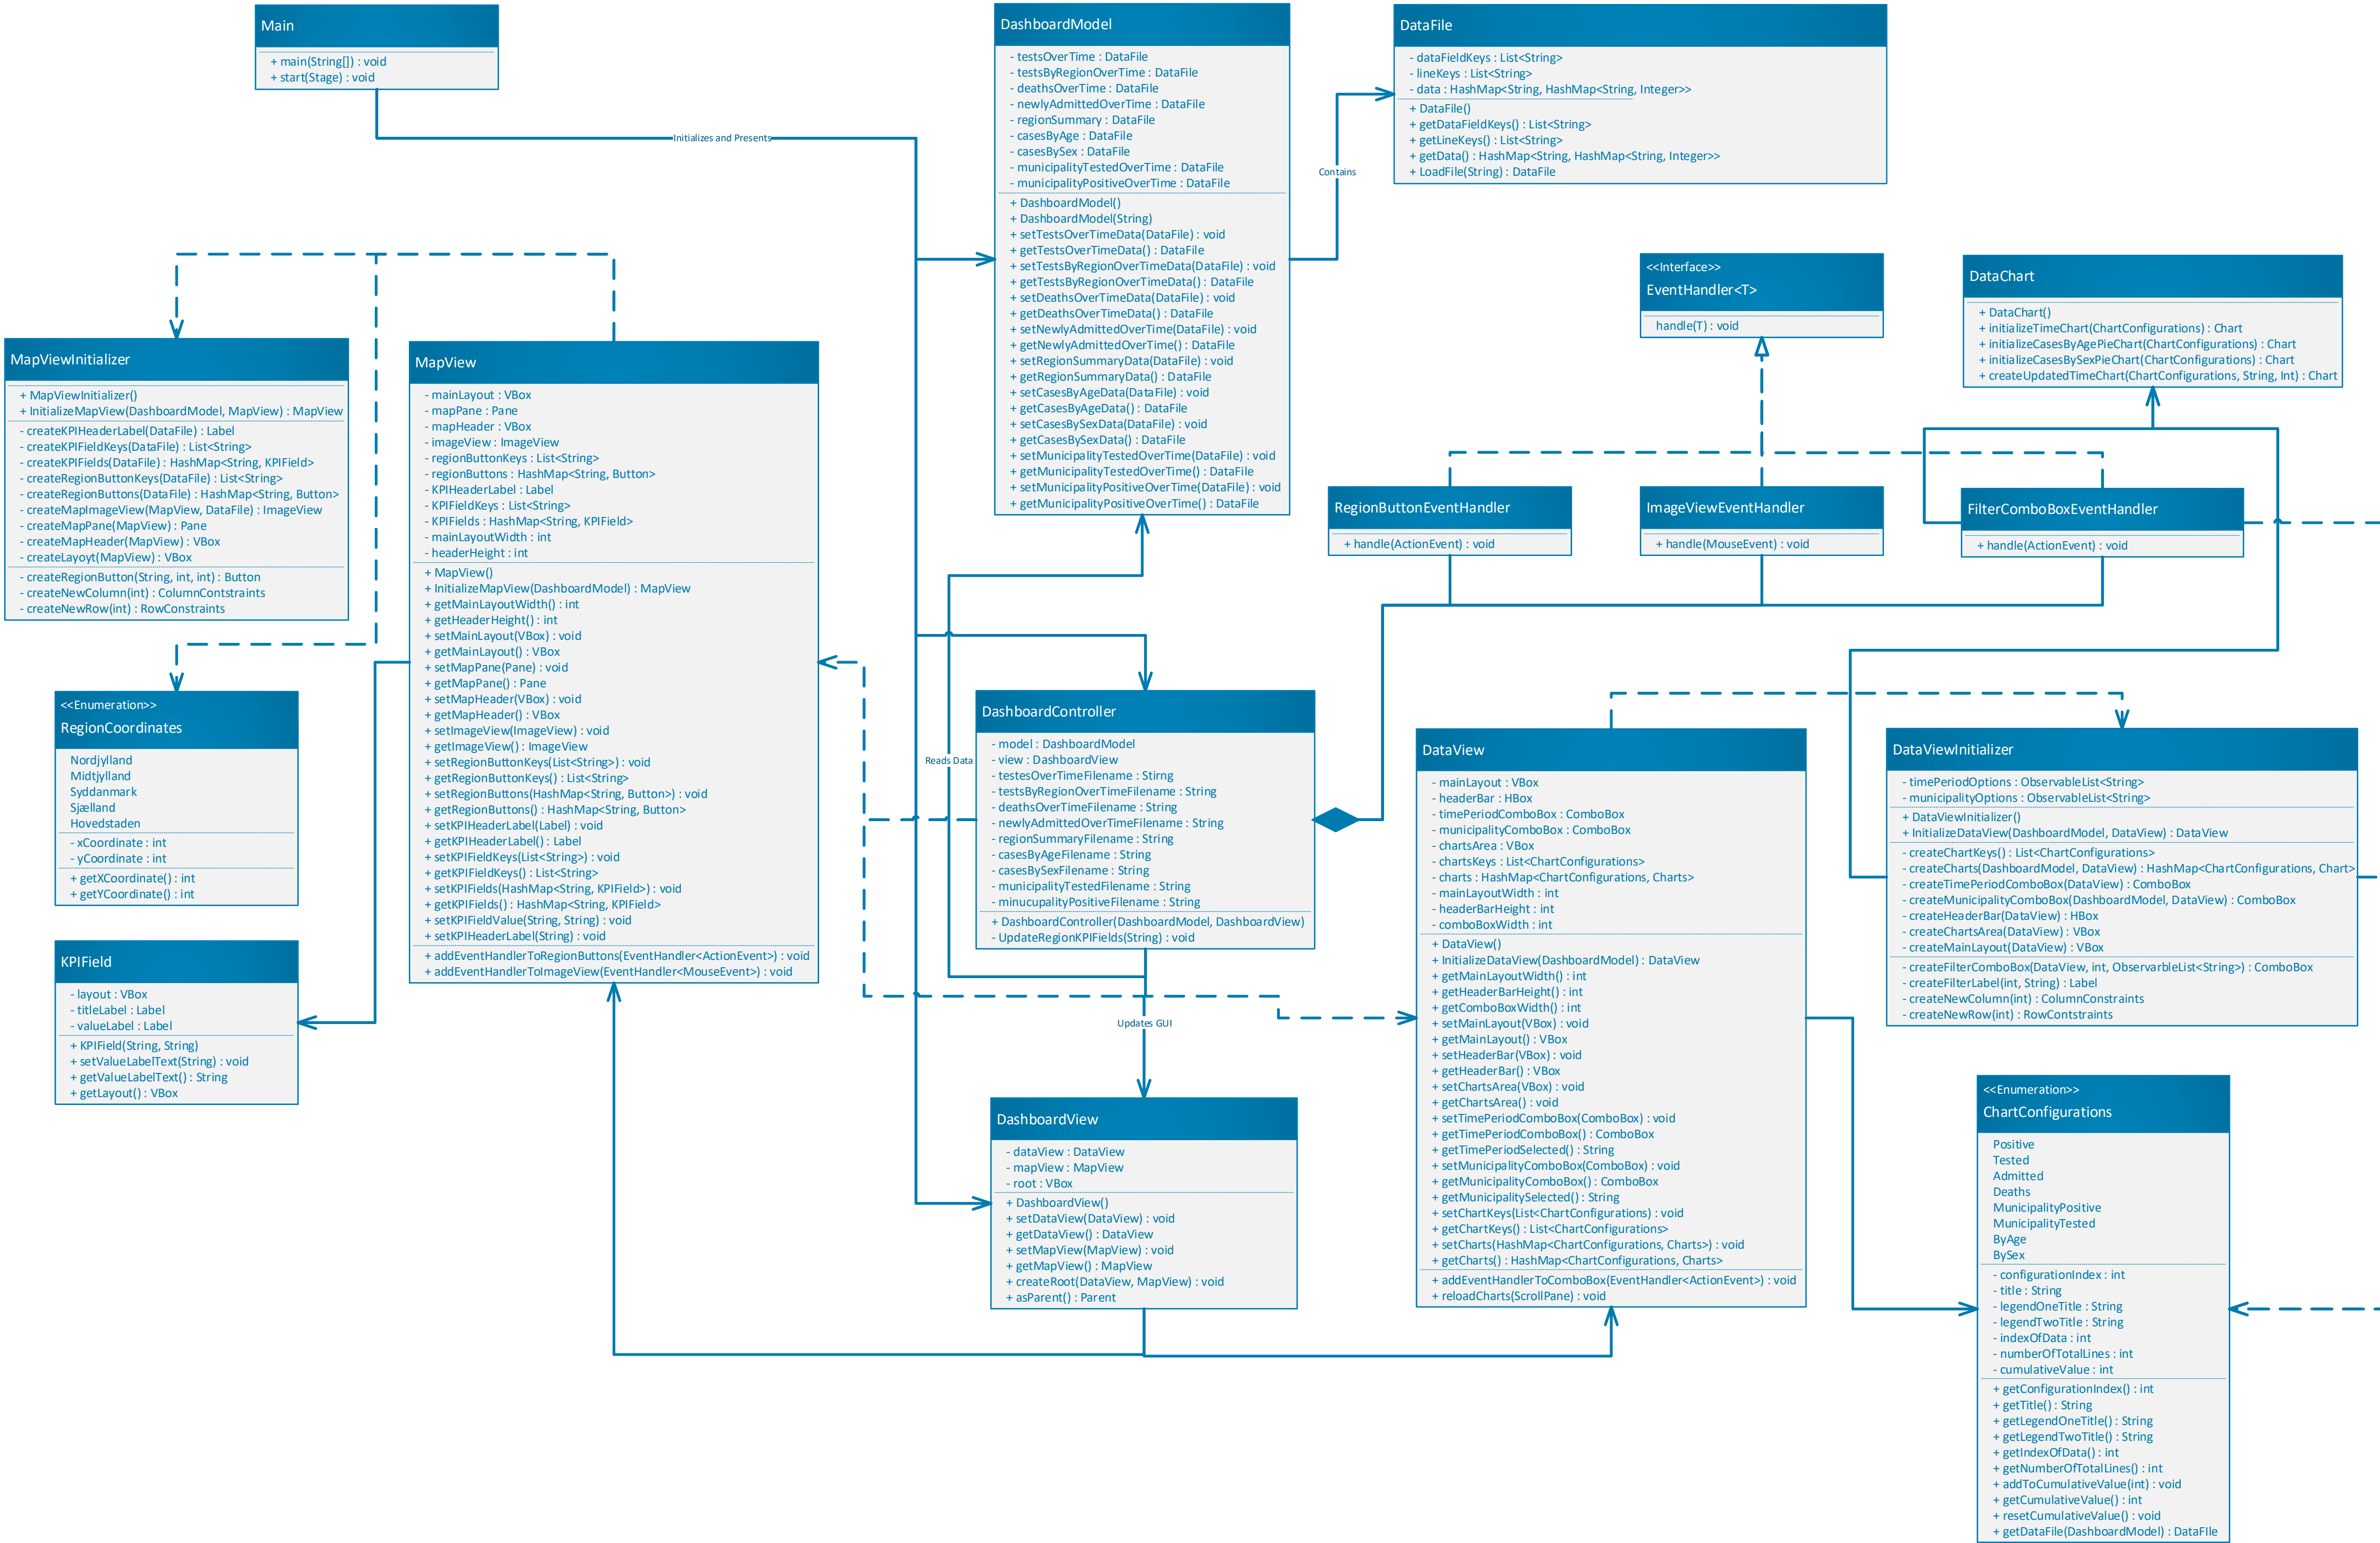 Main
+ main(String[]) : void
+ start(Stage) : void
Initializes and Presents
DashboardModel
- testsOverTime : DataFile
- testsByRegionOverTime : DataFile
- deathsOverTime : DataFile
- newlyAdmittedOverTime : DataFile
- regionSummary : DataFile
- casesByAge : DataFile
- casesBySex : DataFile
- municipalityTestedOverTime : DataFile
- municipalityPositiveOverTime : DataFile
+ DashboardModel()
+ DashboardModel(String)
+ setTestsOverTimeData(DataFile) : void
+ getTestsOverTimeData() : DataFile
+ setTestsByRegionOverTimeData(DataFile) : void
+ getTestsByRegionOverTimeData() : DataFile
+ setDeathsOverTimeData(DataFile) : void
+ getDeathsOverTimeData() : DataFile
+ setNewlyAdmittedOverTime(DataFile) : void
+ getNewlyAdmittedOverTime() : DataFile
+ setRegionSummaryData(DataFile) : void
+ getRegionSummaryData() : DataFile
+ setCasesByAgeData(DataFile) : void
+ getCasesByAgeData() : DataFile
+ setCasesBySexData(DataFile) : void
+ getCasesBySexData() : DataFile
+ setMunicipalityTestedOverTime(DataFile) : void
+ getMunicipalityTestedOverTime() : DataFile
+ setMunicipalityPositiveOverTime(DataFile) : void
+ getMunicipalityPositiveOverTime() : DataFile
Contains
DataFile
- dataFieldKeys : List<String>
- lineKeys : List<String>
- data : HashMap<String, HashMap<String, Integer>>
+ DataFile()
+ getDataFieldKeys() : List<String>
+ getLineKeys() : List<String>
+ getData() : HashMap<String, HashMap<String, Integer>>
+ LoadFile(String) : DataFile
<<Interface>>
EventHandler<T>
handle(T) : void
DataChart
+ DataChart()
+ initializeTimeChart(ChartConfigurations) : Chart
+ initializeCasesByAgePieChart(ChartConfigurations) : Chart
+ initializeCasesBySexPieChart(ChartConfigurations) : Chart
+ createUpdatedTimeChart(ChartConfigurations, String, Int) : Chart
MapViewInitializer
+ MapViewInitializer()
+ InitializeMapView(DashboardModel, MapView) : MapView
- createKPIHeaderLabel(DataFile) : Label
- createKPIFieldKeys(DataFile) : List<String>
- createKPIFields(DataFile) : HashMap<String, KPIField>
- createRegionButtonKeys(DataFile) : List<String>
- createRegionButtons(DataFile) : HashMap<String, Button>
- createMapImageView(MapView, DataFile) : ImageView
- createMapPane(MapView) : Pane
- createMapHeader(MapView) : VBox
- createLayoyt(MapView) : VBox
- createRegionButton(String, int, int) : Button
- createNewColumn(int) : ColumnContstraints
- createNewRow(int) : RowConstraints
MapView
- mainLayout : VBox
- mapPane : Pane
- mapHeader : VBox
- imageView : ImageView
- regionButtonKeys : List<String>
- regionButtons : HashMap<String, Button>
- KPIHeaderLabel : Label
- KPIFieldKeys : List<String>
- KPIFields : HashMap<String, KPIField>
- mainLayoutWidth : int
- headerHeight : int
+ MapView()
+ InitializeMapView(DashboardModel) : MapView
+ getMainLayoutWidth() : int
+ getHeaderHeight() : int
+ setMainLayout(VBox) : void
+ getMainLayout() : VBox
+ setMapPane(Pane) : void
+ getMapPane() : Pane
+ setMapHeader(VBox) : void
+ getMapHeader() : VBox
+ setImageView(ImageView) : void
+ getImageView() : ImageView
+ setRegionButtonKeys(List<String>) : void
+ getRegionButtonKeys() : List<String>
+ setRegionButtons(HashMap<String, Button>) : void
+ getRegionButtons() : HashMap<String, Button>
+ setKPIHeaderLabel(Label) : void
+ getKPIHeaderLabel() : Label
+ setKPIFieldKeys(List<String>) : void
+ getKPIFieldKeys() : List<String>
+ setKPIFields(HashMap<String, KPIField>) : void
+ getKPIFields() : HashMap<String, KPIField>
+ setKPIFieldValue(String, String) : void
+ setKPIHeaderLabel(String) : void
+ addEventHandlerToRegionButtons(EventHandler<ActionEvent>) : void
+ addEventHandlerToImageView(EventHandler<MouseEvent>) : void
RegionButtonEventHandler
+ handle(ActionEvent) : void
ImageViewEventHandler
+ handle(MouseEvent) : void
FilterComboBoxEventHandler
+ handle(ActionEvent) : void
<<Enumeration>>
RegionCoordinates
Nordjylland
Midtjylland
Syddanmark
Sjælland
Hovedstaden
- xCoordinate : int
- yCoordinate : int
+ getXCoordinate() : int
+ getYCoordinate() : int
KPIField
- layout : VBox
- titleLabel : Label
- valueLabel : Label
+ KPIField(String, String)
+ setValueLabelText(String) : void
+ getValueLabelText() : String
+ getLayout() : VBox
Reads Data
DashboardController
- model : DashboardModel
- view : DashboardView
- testesOverTimeFilename : Stirng
- testsByRegionOverTimeFilename : String
- deathsOverTimeFilename : String
- newlyAdmittedOverTimeFilename : String
- regionSummaryFilename : String
- casesByAgeFilename : String
- casesBySexFilename : String
- municipalityTestedFilename : String
- minucupalityPositiveFilename : String
+ DashboardController(DashboardModel, DashboardView)
- UpdateRegionKPIFields(String) : void
Updates GUI
DashboardView
- dataView : DataView
- mapView : MapView
- root : VBox
+ DashboardView()
+ setDataView(DataView) : void
+ getDataView() : DataView
+ setMapView(MapView) : void
+ getMapView() : MapView
+ createRoot(DataView, MapView) : void
+ asParent() : Parent
DataView
- mainLayout : VBox
- headerBar : HBox
- timePeriodComboBox : ComboBox
- municipalityComboBox : ComboBox
- chartsArea : VBox
- chartsKeys : List<ChartConfigurations>
- charts : HashMap<ChartConfigurations, Charts>
- mainLayoutWidth : int
- headerBarHeight : int
- comboBoxWidth : int
+ DataView()
+ InitializeDataView(DashboardModel) : DataView
+ getMainLayoutWidth() : int
+ getHeaderBarHeight() : int
+ getComboBoxWidth() : int
+ setMainLayout(VBox) : void
+ getMainLayout() : VBox
+ setHeaderBar(VBox) : void
+ getHeaderBar() : VBox
+ setChartsArea(VBox) : void
+ getChartsArea() : void
+ setTimePeriodComboBox(ComboBox) : void
+ getTimePeriodComboBox() : ComboBox
+ getTimePeriodSelected() : String
+ setMunicipalityComboBox(ComboBox) : void
+ getMunicipalityComboBox() : ComboBox
+ getMunicipalitySelected() : String
+ setChartKeys(List<ChartConfigurations) : void
+ getChartKeys() : List<ChartConfigurations>
+ setCharts(HashMap<ChartConfigurations, Charts>) : void
+ getCharts() : HashMap<ChartConfigurations, Charts>
+ addEventHandlerToComboBox(EventHandler<ActionEvent>) : void
+ reloadCharts(ScrollPane) : void
DataViewInitializer
- timePeriodOptions : ObservableList<String>
- municipalityOptions : ObservableList<String>
+ DataViewInitializer()
+ InitializeDataView(DashboardModel, DataView) : DataView
- createChartKeys() : List<ChartConfigurations>
- createCharts(DashboardModel, DataView) : HashMap<ChartConfigurations, Chart>
- createTimePeriodComboBox(DataView) : ComboBox
- createMunicipalityComboBox(DashboardModel, DataView) : ComboBox
- createHeaderBar(DataView) : HBox
- createChartsArea(DataView) : VBox
- createMainLayout(DataView) : VBox
- createFilterComboBox(DataView, int, ObservarbleList<String>) : ComboBox
- createFilterLabel(int, String) : Label
- createNewColumn(int) : ColumnConstraints
- createNewRow(int) : RowContstraints
<<Enumeration>>
ChartConfigurations
Positive
Tested
Admitted
Deaths
MunicipalityPositive
MunicipalityTested
ByAge
BySex
- configurationIndex : int
- title : String
- legendOneTitle : String
- legendTwoTitle : String
- indexOfData : int
- numberOfTotalLines : int
- cumulativeValue : int
+ getConfigurationIndex() : int
+ getTitle() : String
+ getLegendOneTitle() : String
+ getLegendTwoTitle() : String
+ getIndexOfData() : int
+ getNumberOfTotalLines() : int
+ addToCumulativeValue(int) : void
+ getCumulativeValue() : int
+ resetCumulativeValue() : void
+ getDataFile(DashboardModel) : DataFIle